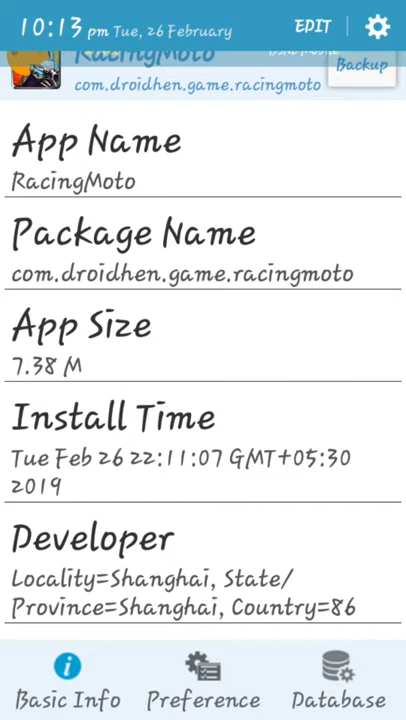 10:13 pm Tue, 26 February EDIT
RacingMoto
Backup
com.droidhen.game.racingmoto
App Name
RacingMoto
Package Name
com.droidhen.game.racingmoto
App Size
7.38 M
Install Time
Tue Feb 26 22:11:07 GMT+05:30
2019
Developer
Locality=Shanghai, State/
Province=Shanghai, Country=86
Basic Info Preference Database